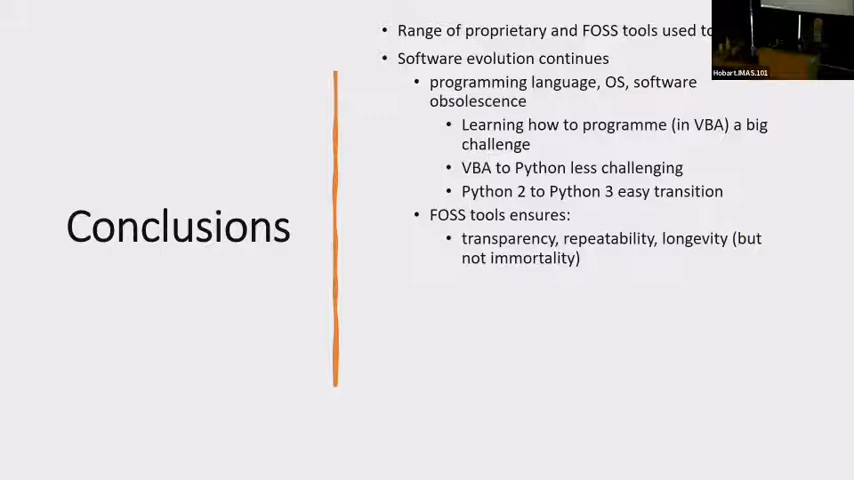 Conclusions
• Range of proprietary and FOSS tools used to
• Software evolution continues
• programming language, OS, software
obsolescence
• Learning how to programme (in VBA) a big
challenge
• VBA to Python less challenging
• Python 2 to Python 3 easy transition
• FOSS tools ensures:
• transparency, repeatability, longevity (but
not immortality)
Hobart.IMAS.101